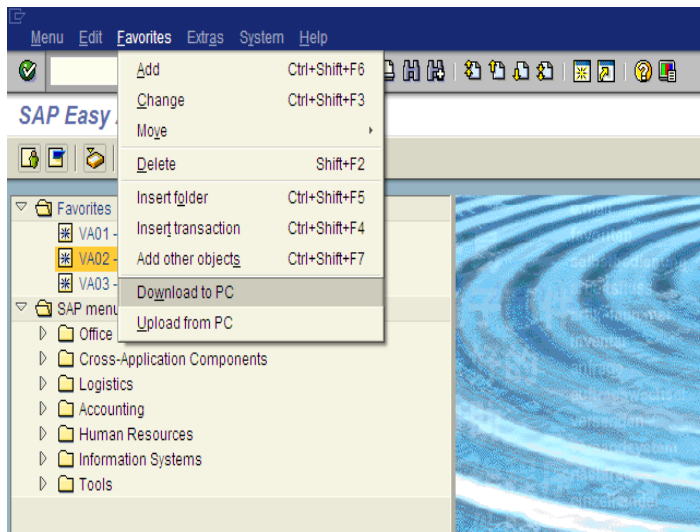 Menu Edit Favorites Extras System Help
Add Ctrl+Shift+F6
Change Ctrl+Shift+F3
Move
Delete Shift+F2
Insert folder Ctrl+Shift+F5
Insert transaction Ctrl+Shift+F4
Add other objects Ctrl+Shift+F7
Download to PC
Upload from PC
SAP Easy
Favorites
VA01 -
VA02 -
VA03 -
SAP menu
Office
Cross-Application Components
Logistics
Accounting
Human Resources
Information Systems
Tools